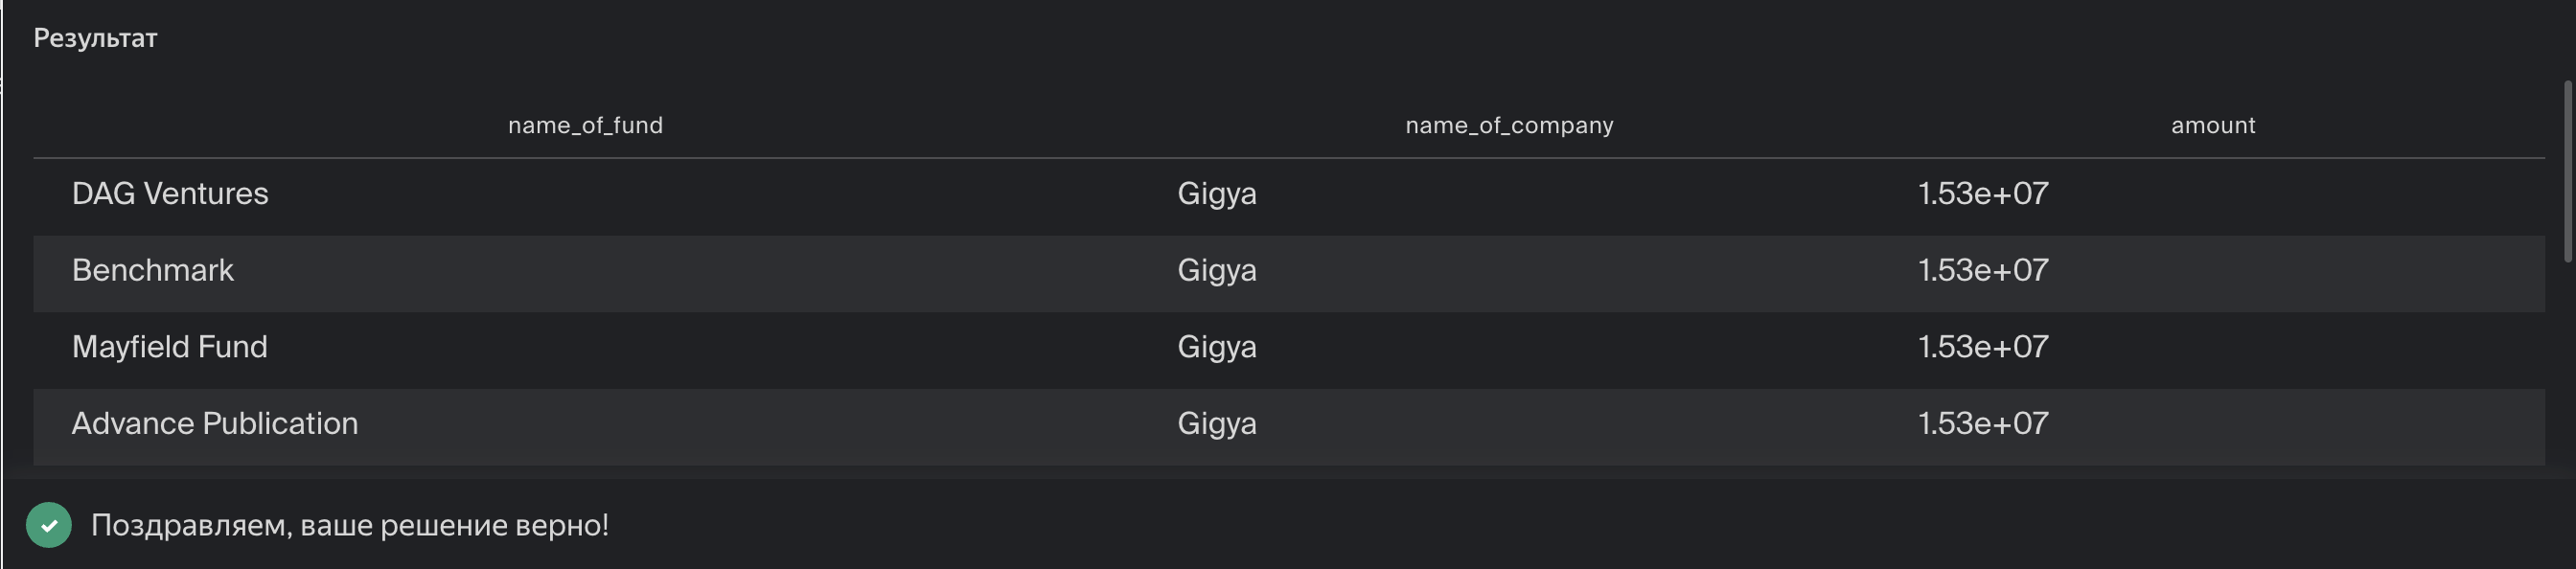 Результат
name_of_fund name_of_company amount
DAG Ventures Gigya 1.53e+07
Benchmark Gigya 1.53e+07
Mayfield Fund Gigya 1.53e+07
Advance Publication Gigya 1.53e+07
Поздравляем, ваше решение верно!